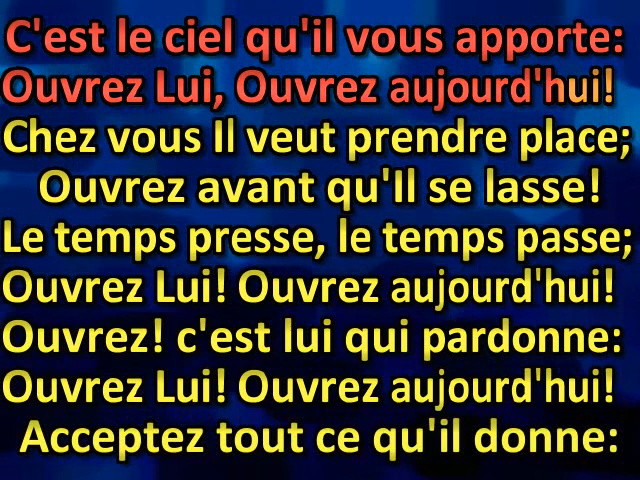 C'est le ciel qu'il vous apporte:
Ouvrez Lui, Ouvrez aujourd'hui!
Chez vous Il veut prendre place;
Ouvrez avant qu'Il se lasse!
Le temps presse, le temps passe;
Ouvrez Lui! Ouvrez aujourd'hui!
Ouvrez! c'est lui qui pardonne:
Ouvrez Lui! Ouvrez aujourd'hui!
Acceptez tout ce qu'il donne: